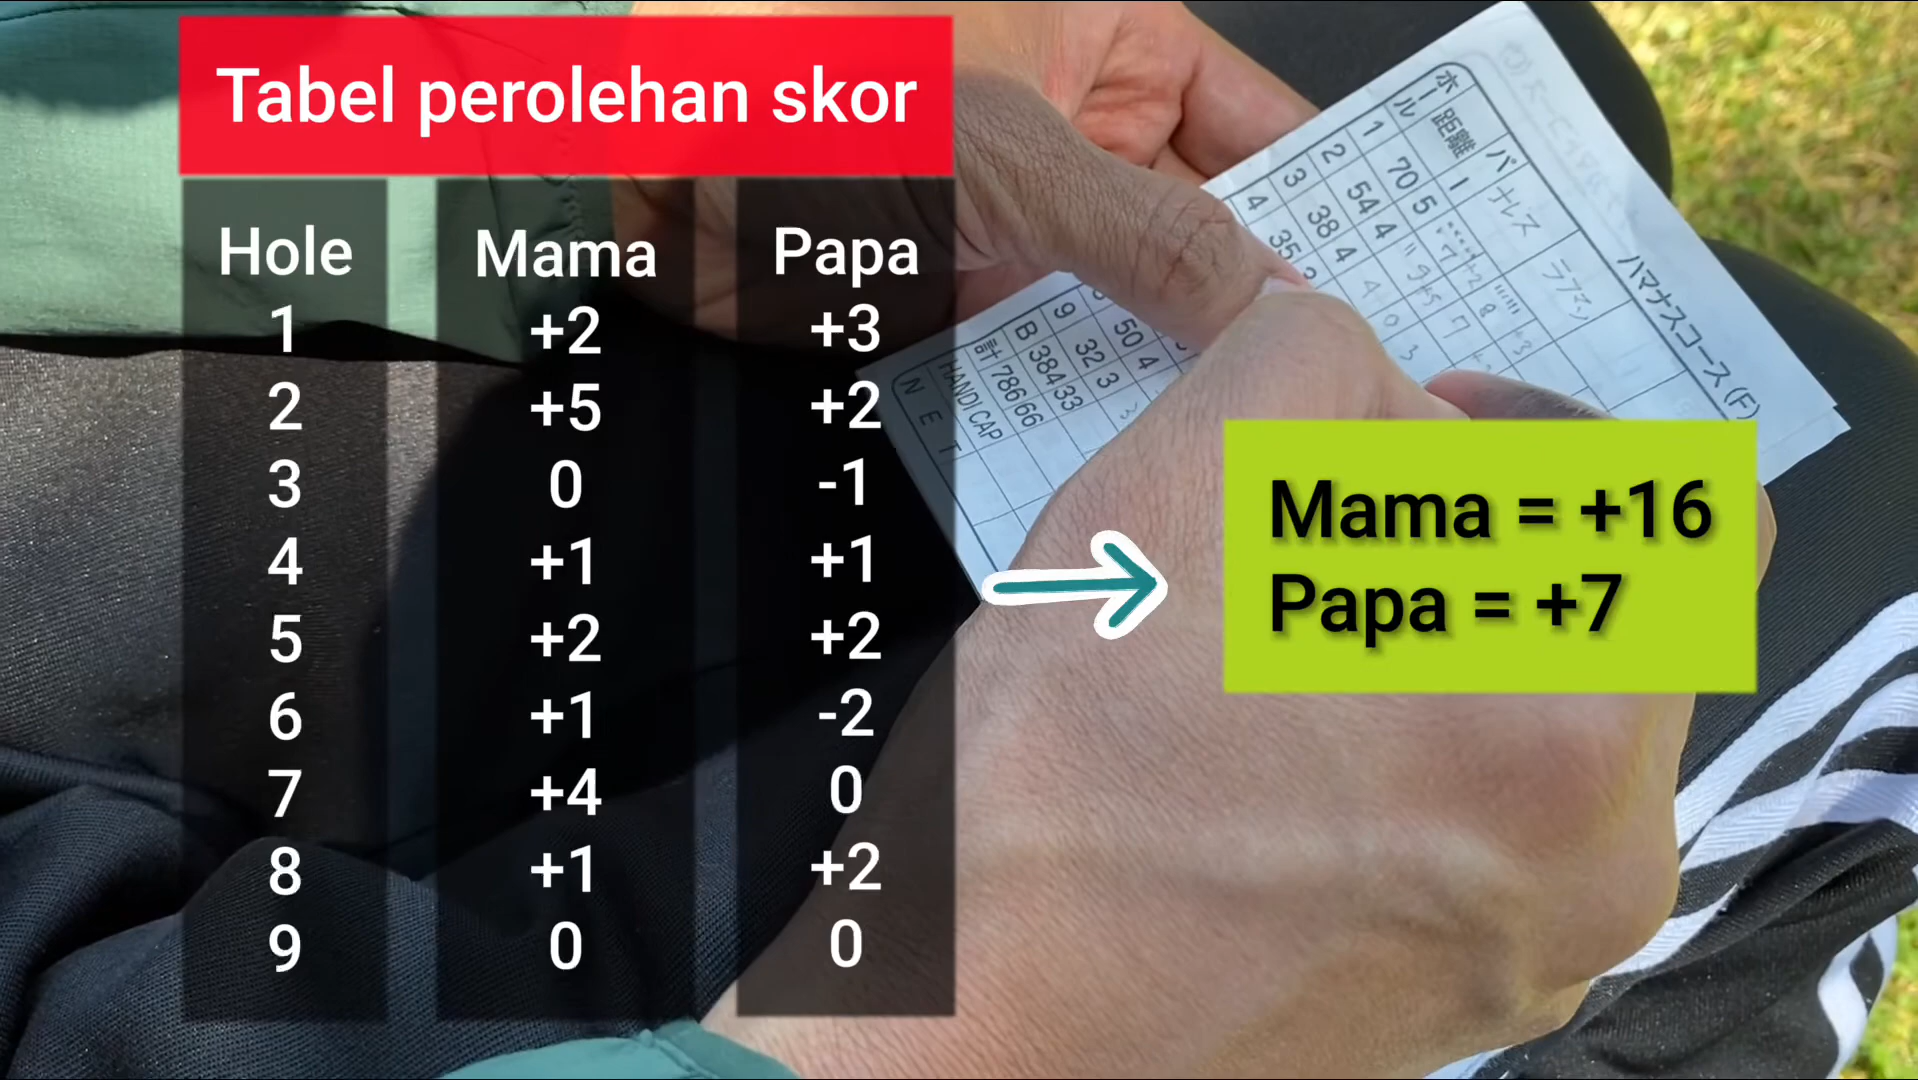 Tabel perolehan skor
Hole Mama Papa
1 +2 +3
2 +5 +2
3 0 -1
4 +1 +1
5 +2 +2
6 +1 -2
7 +4 0
8 +1 +2
9 0 0
Mama = +16
Papa = +7
ハマナスコース(F)
ホール 距離 パー
1 70 5
2 54 4
3 38 4
4 35
50 4
9 32 3
B 384 33
計 786 66
HANDICAP
NET